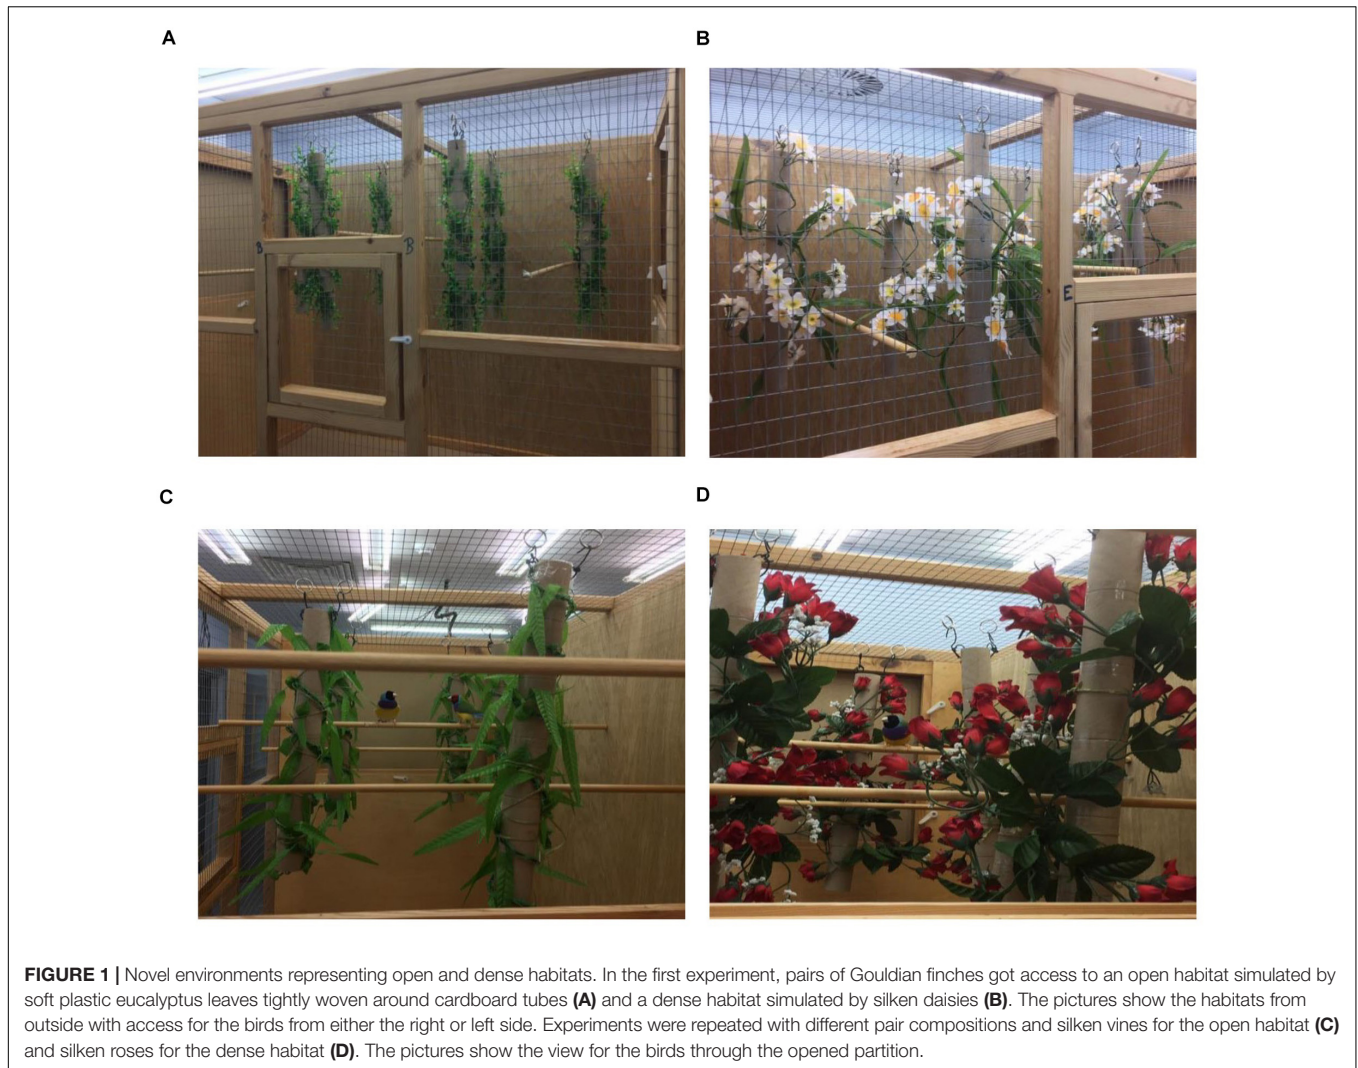 A
B
B
B
E
C
D
FIGURE 1 | Novel environments representing open and dense habitats. In the first experiment, pairs of Gouldian finches got access to an open habitat simulated by
soft plastic eucalyptus leaves tightly woven around cardboard tubes (A) and a dense habitat simulated by silken daisies (B). The pictures show the habitats from
outside with access for the birds from either the right or left side. Experiments were repeated with different pair compositions and silken vines for the open habitat (C)
and silken roses for the dense habitat (D). The pictures show the view for the birds through the opened partition.